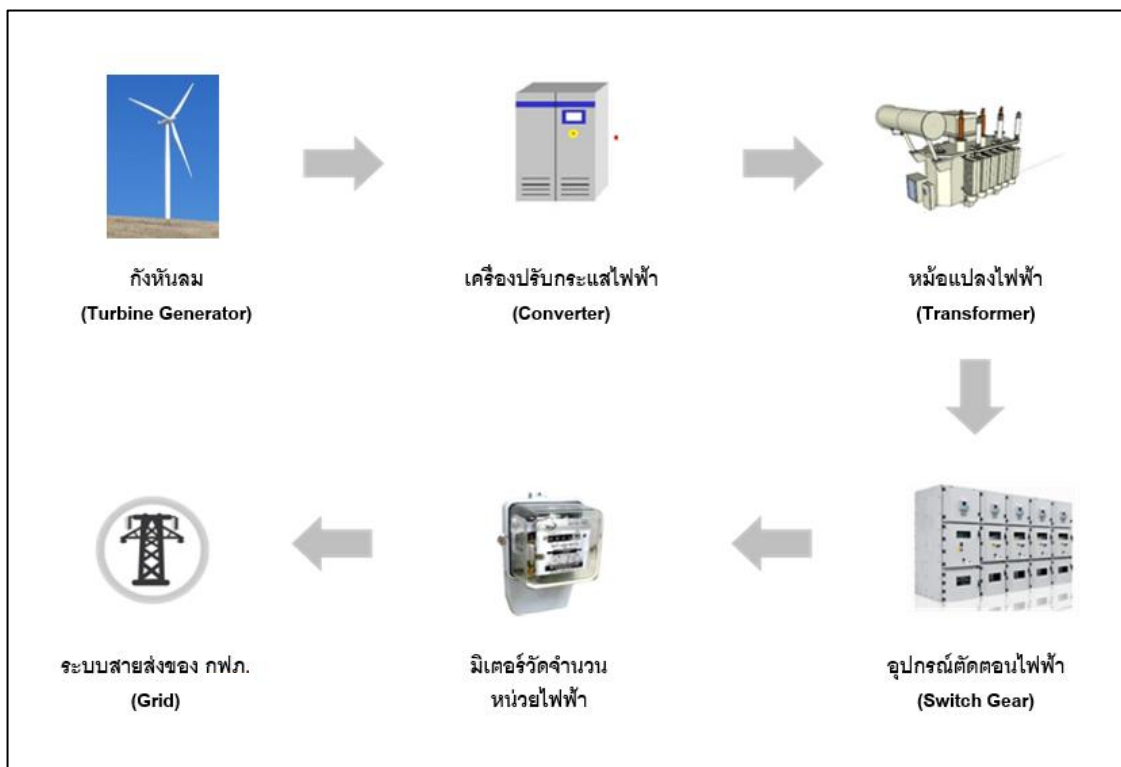 กังหันลม
(Turbine Generator)
เครื่องปรับกระแสไฟฟ้า
(Converter)
หม้อแปลงไฟฟ้า
(Transformer)
ระบบสายส่งของ กฟภ.
(Grid)
มิเตอร์วัดจำนวน
หน่วยไฟฟ้า
อุปกรณ์ตัดตอนไฟฟ้า
(Switch Gear)